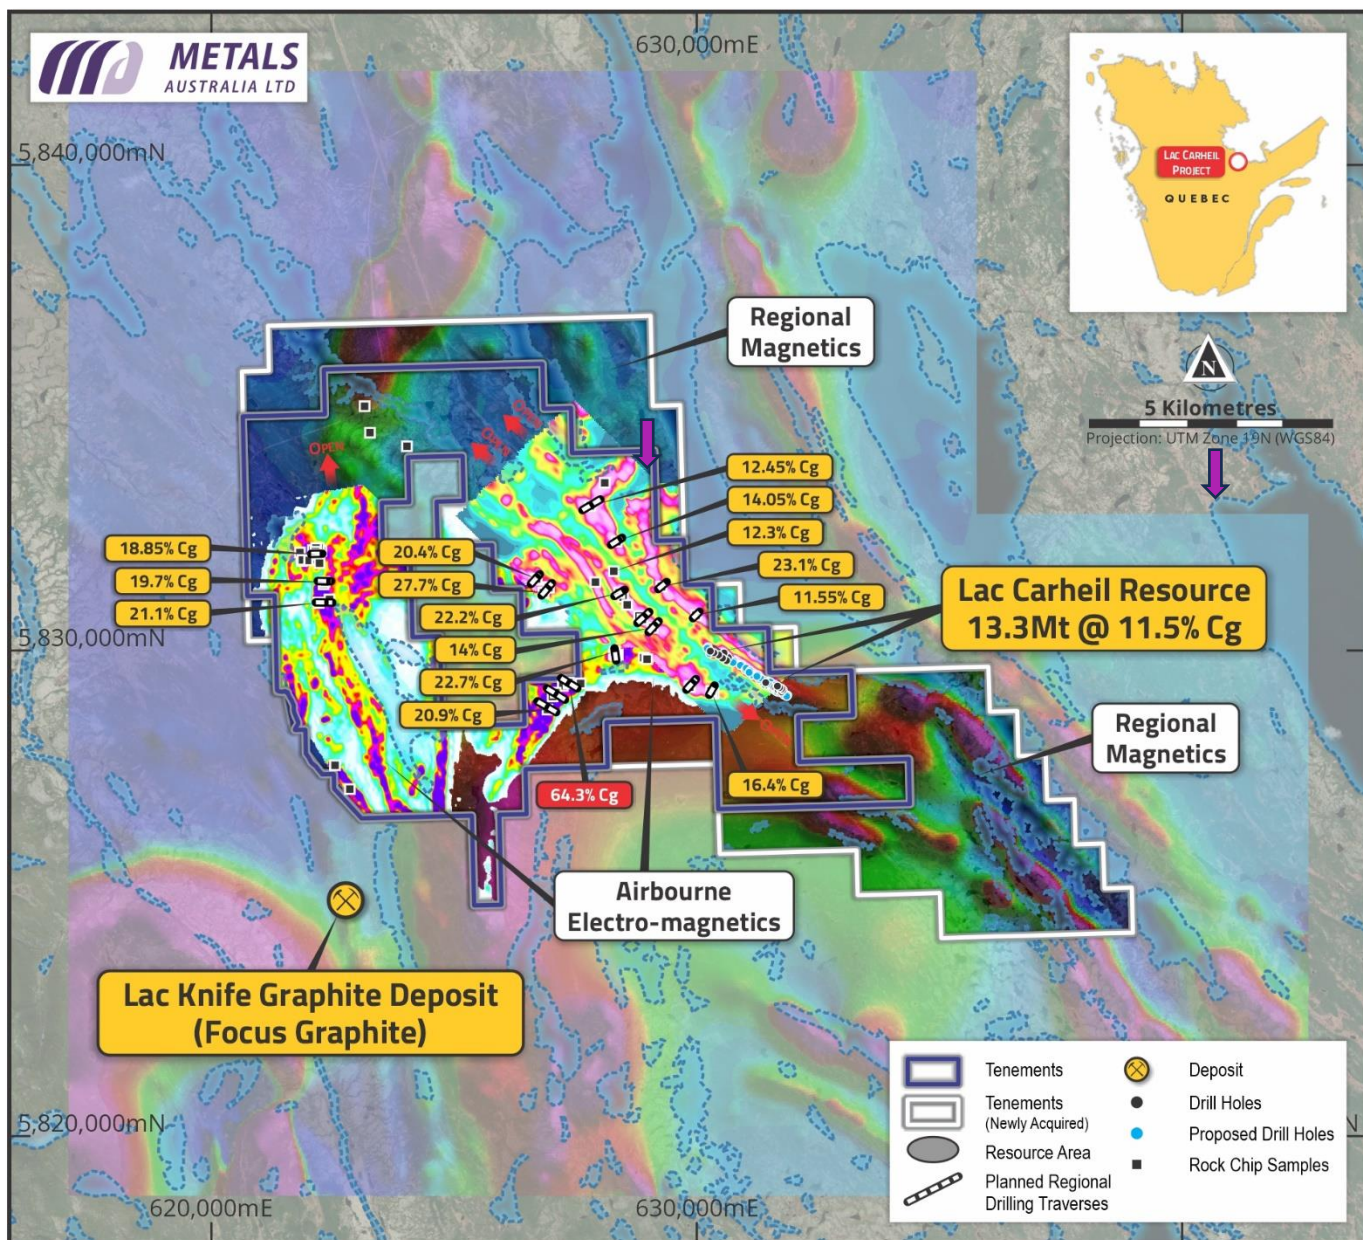 METALS
AUSTRALIA LTD
630,000mE
5,840,000mN
LAC CARHEIL
PROJECT
QUEBEC
N
5 Kilometres
Projection: UTM Zone 19N (WGS84)
Regional
Magnetics
OPEN
OPEN
12.45% Cg
14.05% Cg
12.3% Cg
23.1% Cg
11.55% Cg
18.85% Cg
19.7% Cg
21.1% Cg
20.4% Cg
27.7% Cg
22.2% Cg
14% Cg
22.7% Cg
20.9% Cg
64.3% Cg
16.4% Cg
5,830,000mN
Lac Carheil Resource
13.3Mt @ 11.5% Cg
Regional
Magnetics
Airbourne
Electro-magnetics
Lac Knife Graphite Deposit
(Focus Graphite)
5,820,000mN
N
620,000mE
630,000mE
Tenements
Tenements
(Newly Acquired)
Resource Area
Planned Regional
Drilling Traverses
Deposit
Drill Holes
Proposed Drill Holes
Rock Chip Samples